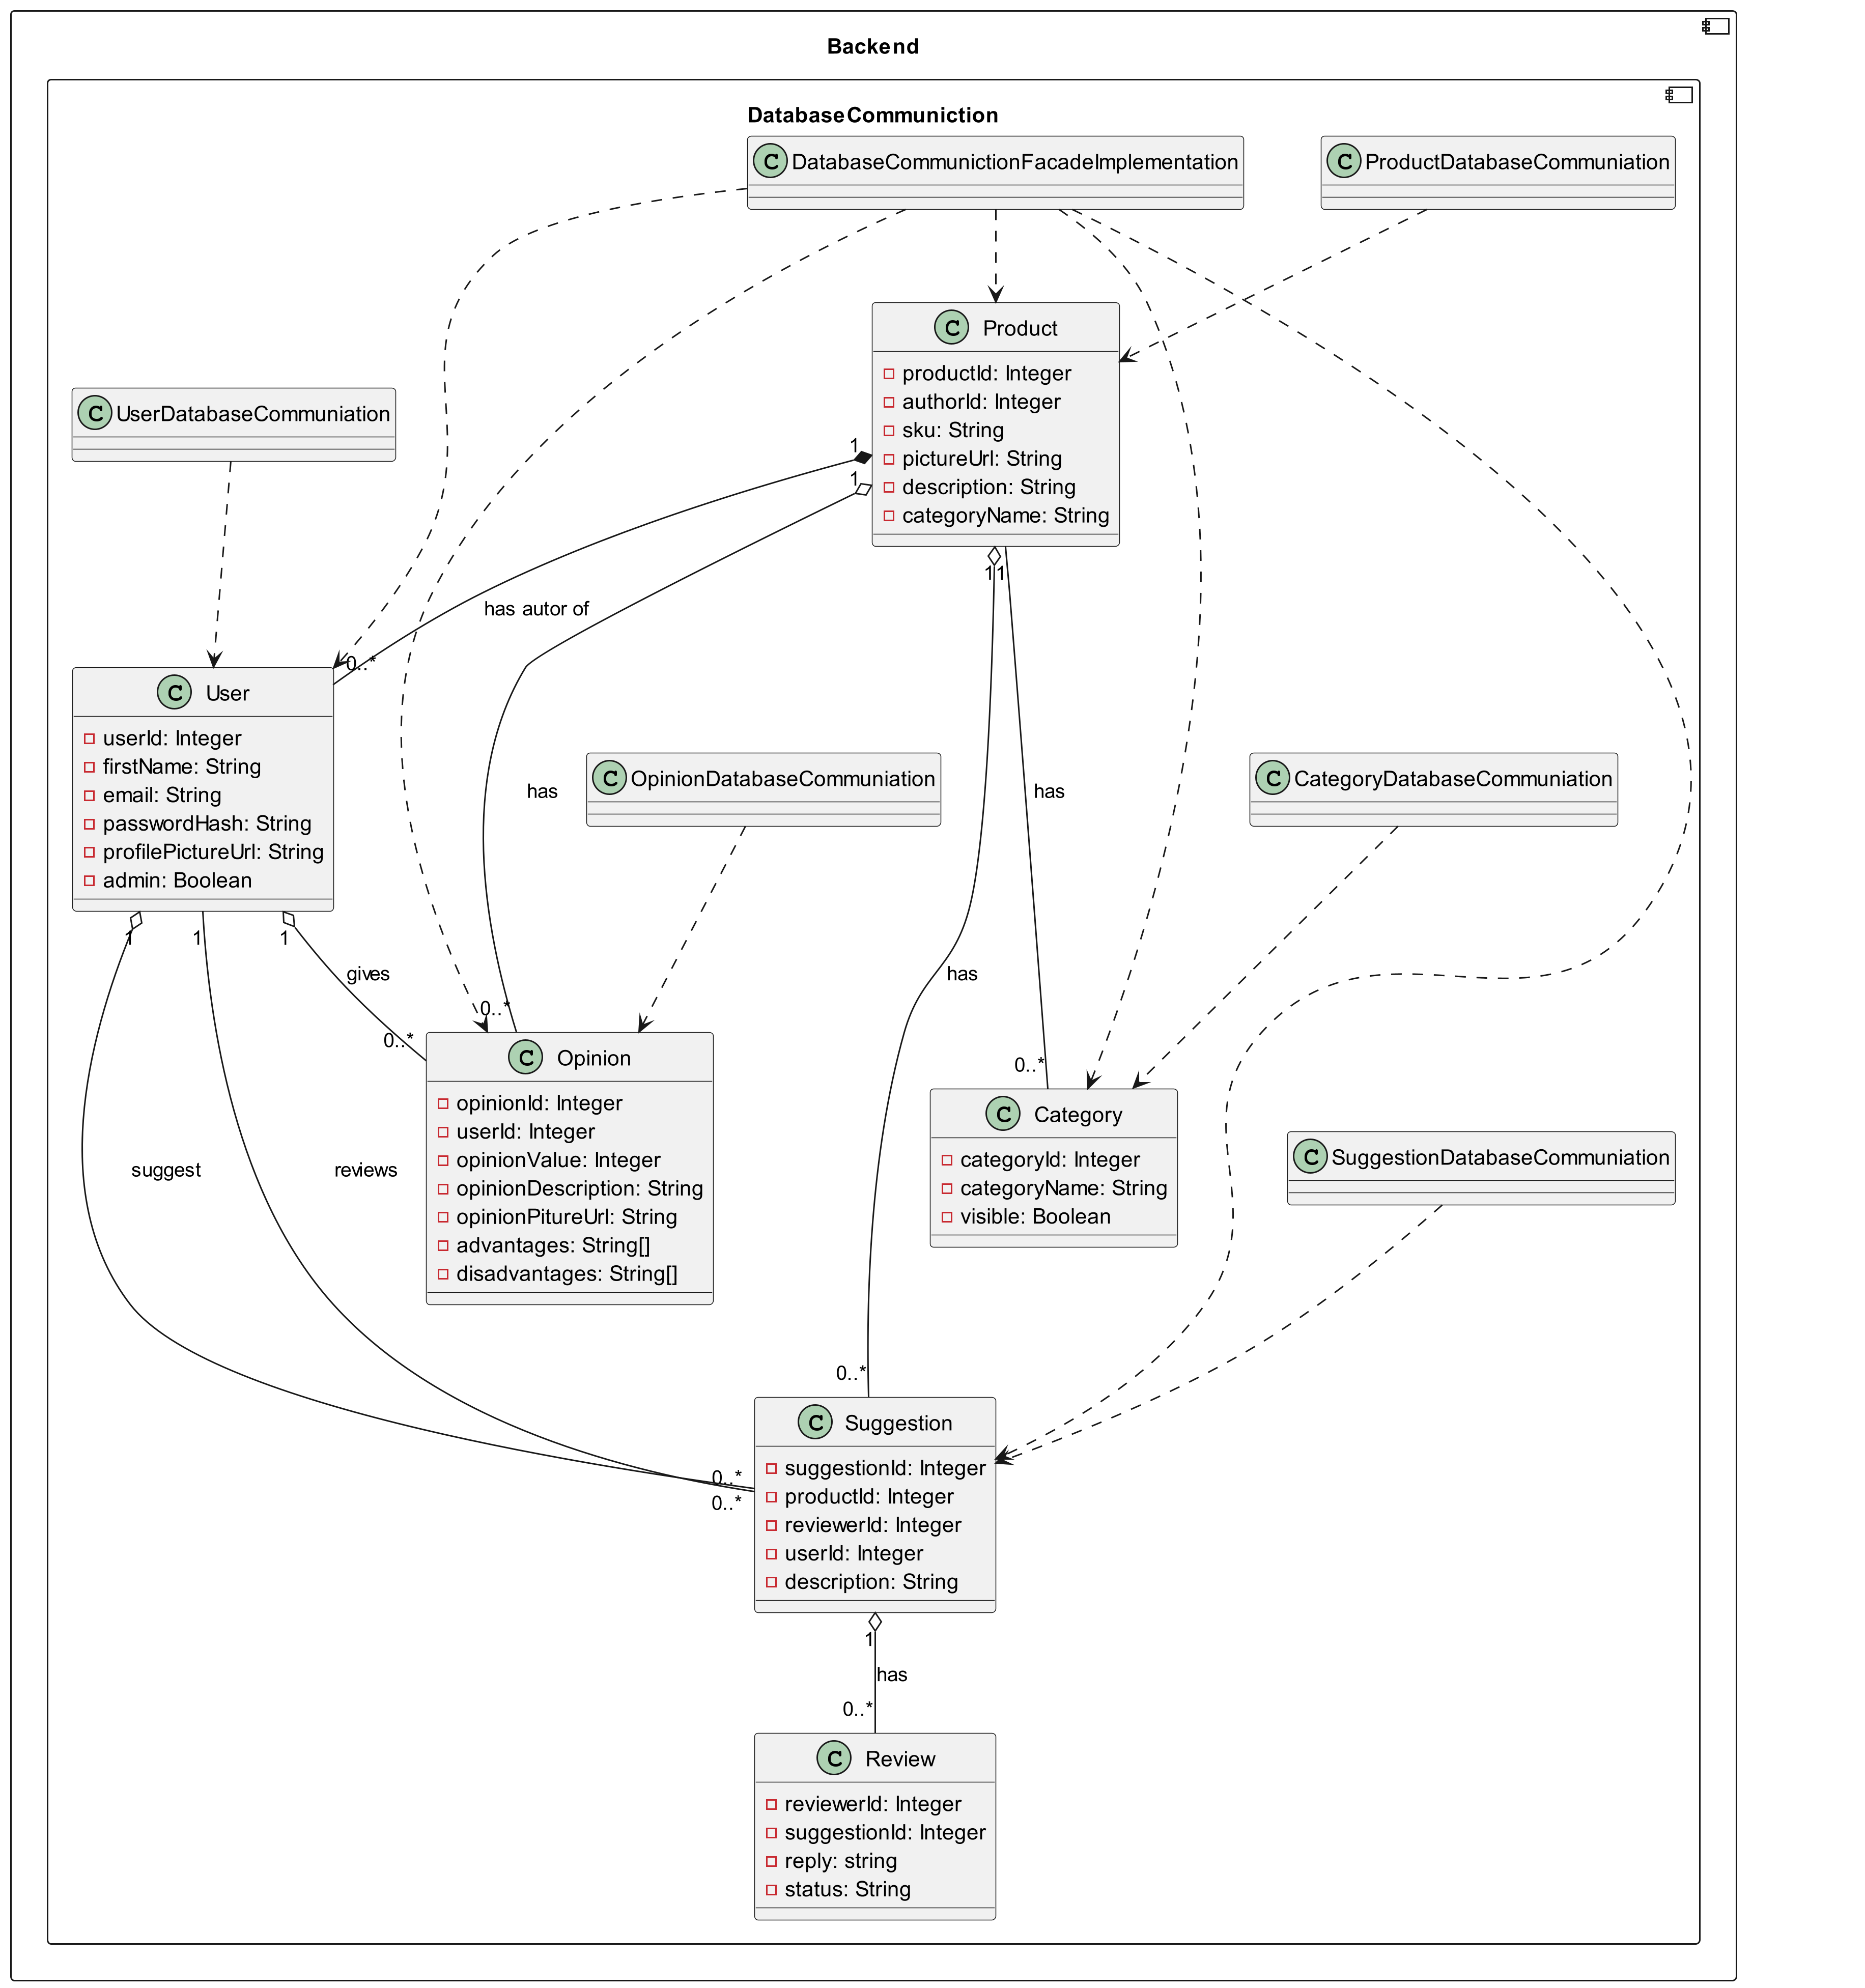 Backend
DatabaseCommuniction
C DatabaseCommunictionFacadeImplementation
C ProductDatabaseCommuniation
C Product
productId: Integer
authorId: Integer
sku: String
pictureUrl: String
description: String
categoryName: String
C UserDatabaseCommuniation
1
1
1
1
has autor of
0..*
C User
userId: Integer
firstName: String
email: String
passwordHash: String
profilePictureUrl: String
admin: Boolean
C OpinionDatabaseCommuniation
C CategoryDatabaseCommuniation
has
has
1
1
1
gives
has
0..*
0..*
0..*
C Opinion
opinionId: Integer
userId: Integer
opinionValue: Integer
opinionDescription: String
opinionPitureUrl: String
advantages: String[]
disadvantages: String[]
C Category
categoryId: Integer
categoryName: String
visible: Boolean
C SuggestionDatabaseCommuniation
suggest
reviews
0..*
C Suggestion
suggestionId: Integer
productId: Integer
reviewerId: Integer
userId: Integer
description: String
0..*
0..*
1
has
0..*
C Review
reviewerId: Integer
suggestionId: Integer
reply: string
status: String